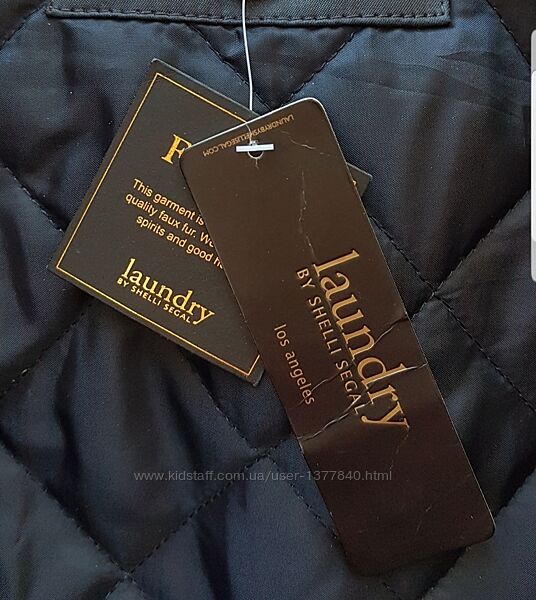 This garment is
quality faux fur. We
spirits and good
laundry
BY SHELLI SEGAL
LAUNDRYBYSHELLISEGAL.COM
laundry
BY SHELLI SEGAL
los angeles
www.kidstaff.com.ua/user-1377840.html